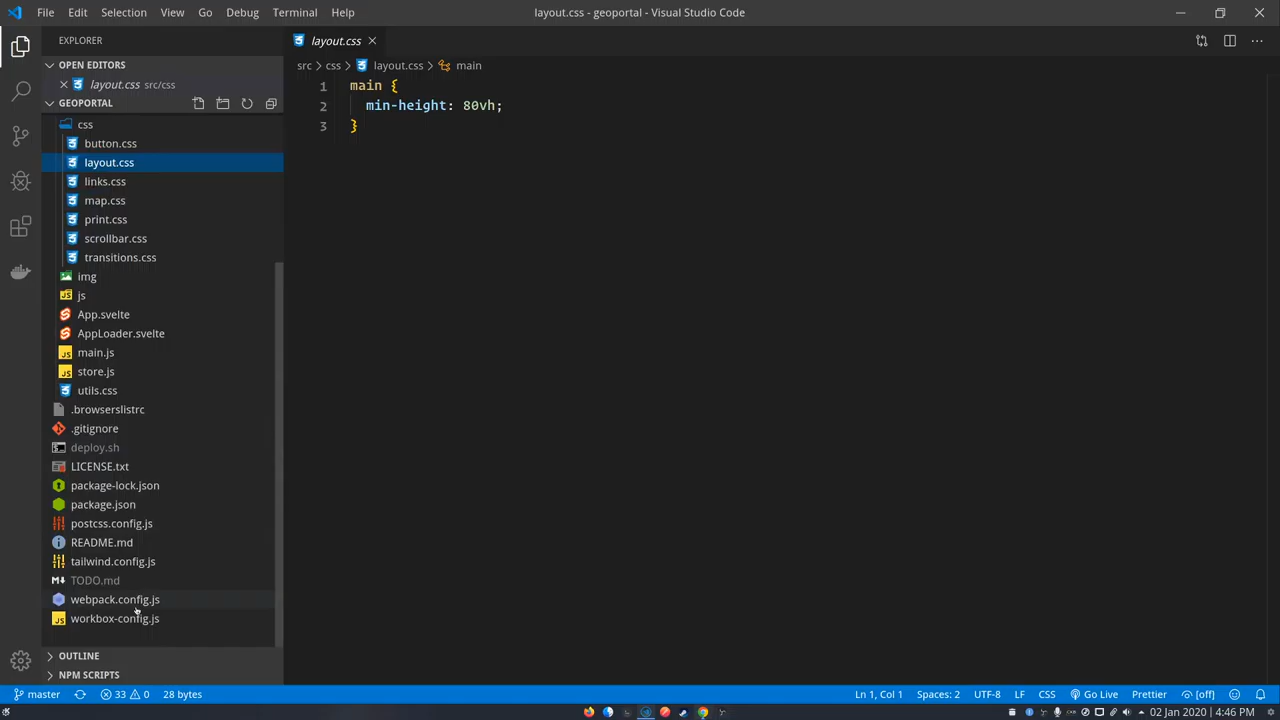 File Edit Selection View Go Debug Terminal Help
layout.css - geoportal - Visual Studio Code
EXPLORER
OPEN EDITORS
layout.css src/css
GEOPORTAL
css
button.css
layout.css
links.css
map.css
print.css
scrollbar.css
transitions.css
img
js
App.svelte
AppLoader.svelte
main.js
store.js
utils.css
.browserslistrc
.gitignore
deploy.sh
LICENSE.txt
package-lock.json
package.json
postcss.config.js
README.md
tailwind.config.js
TODO.md
webpack.config.js
workbox-config.js
OUTLINE
NPM SCRIPTS
layout.css
src > css > layout.css > main
1 main {
2 min-height: 80vh;
3 }
master 33 0 28 bytes
Ln 1, Col 1 Spaces: 2 UTF-8 LF CSS Go Live Prettier [off]
02 Jan 2020 | 4:46 PM